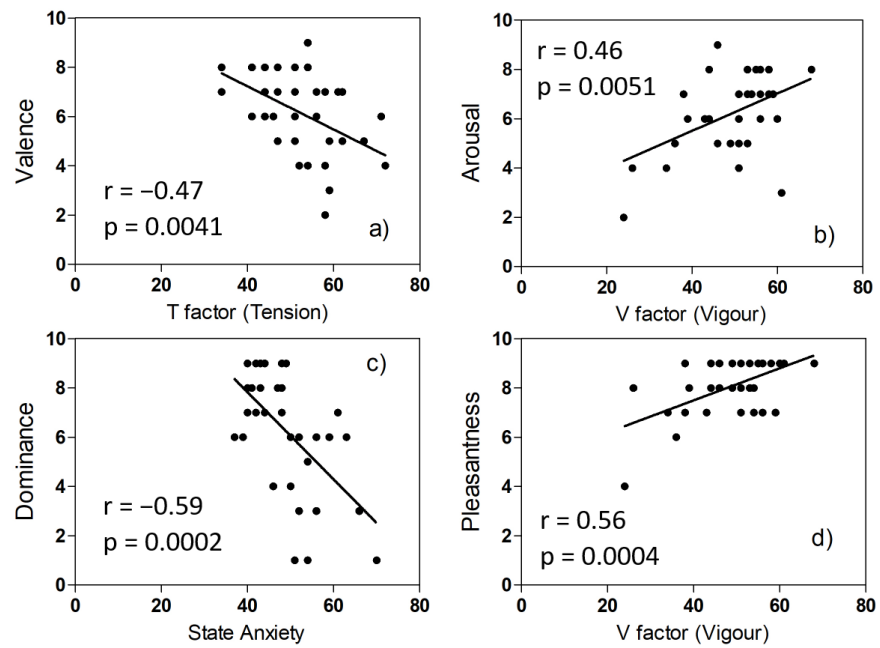 10
8
6
4
2
0
Valence
r = −0.47
p = 0.0041
a)
0 20 40 60 80
T factor (Tension)
10
8
6
4
2
0
Arousal
r = 0.46
p = 0.0051
b)
0 20 40 60 80
V factor (Vigour)
10
8
6
4
2
0
Dominance
c)
r = −0.59
p = 0.0002
0 20 40 60 80
State Anxiety
10
8
6
4
2
0
Pleasantness
r = 0.56
p = 0.0004
d)
0 20 40 60 80
V factor (Vigour)